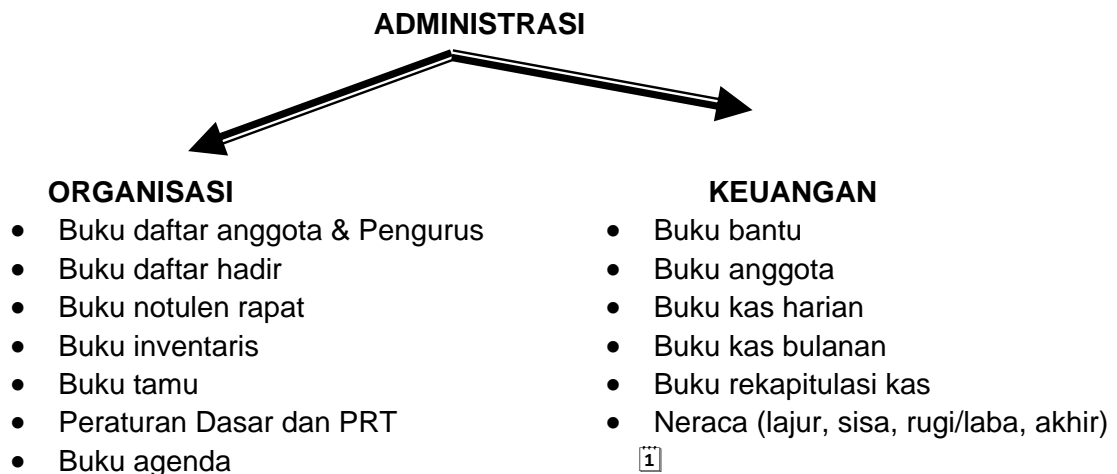 ADMINISTRASI
ORGANISASI
• Buku daftar anggota & Pengurus
• Buku daftar hadir
• Buku notulen rapat
• Buku inventaris
• Buku tamu
• Peraturan Dasar dan PRT
• Buku agenda
KEUANGAN
• Buku bantu
• Buku anggota
• Buku kas harian
• Buku kas bulanan
• Buku rekapitulasi kas
• Neraca (lajur, sisa, rugi/laba, akhir)
1